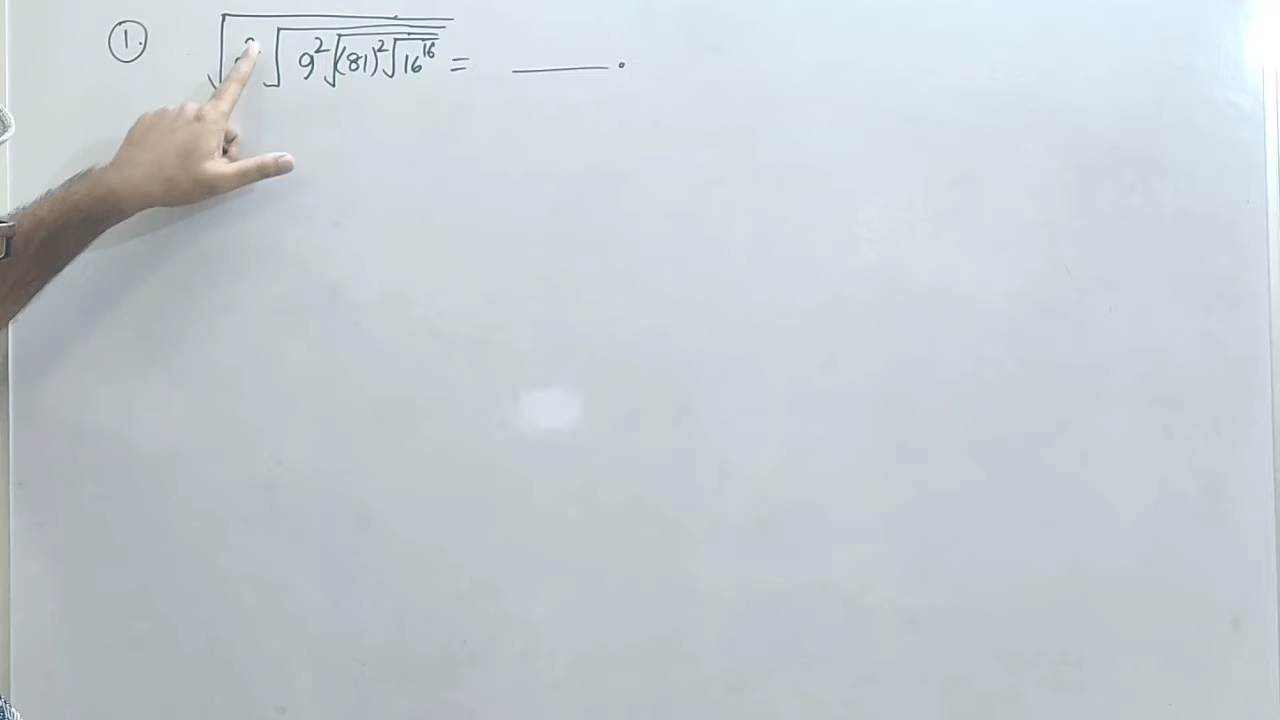 1. √(√(9²√((81)²√(16¹⁶)))) = ______ .